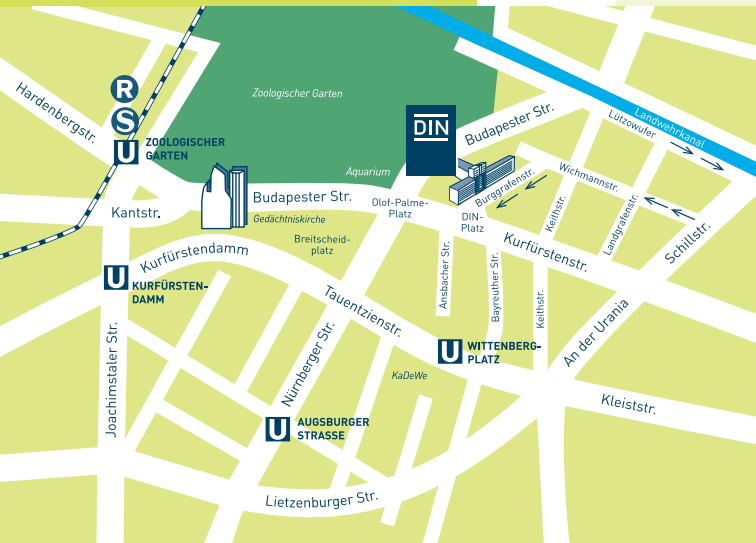 Hardenbergstr.
R
S
U
ZOOLOGISCHER
GARTEN
Zoologischer Garten
DIN
Budapester Str.
Landwehrkanal
Lützowufer
Aquarium
Wichmannstr.
Burggrafenstr.
Budapester Str.
Olof-Palme-
Platz
DIN-
Platz
Keithstr.
Landgrafenstr.
Schillstr.
Kantstr.
Gedächtniskirche
Breitscheid-
platz
Kurfürstenstr.
Kurfürstendamm
U
KURFÜRSTEN-
DAMM
Ansbacher Str.
Bayreuther Str.
Keithstr.
Tauentzienstr.
An der Urania
Joachimstaler Str.
Nürnberger Str.
U
WITTENBERG-
PLATZ
KaDeWe
Kleiststr.
U
AUGSBURGER
STRASSE
Lietzenburger Str.